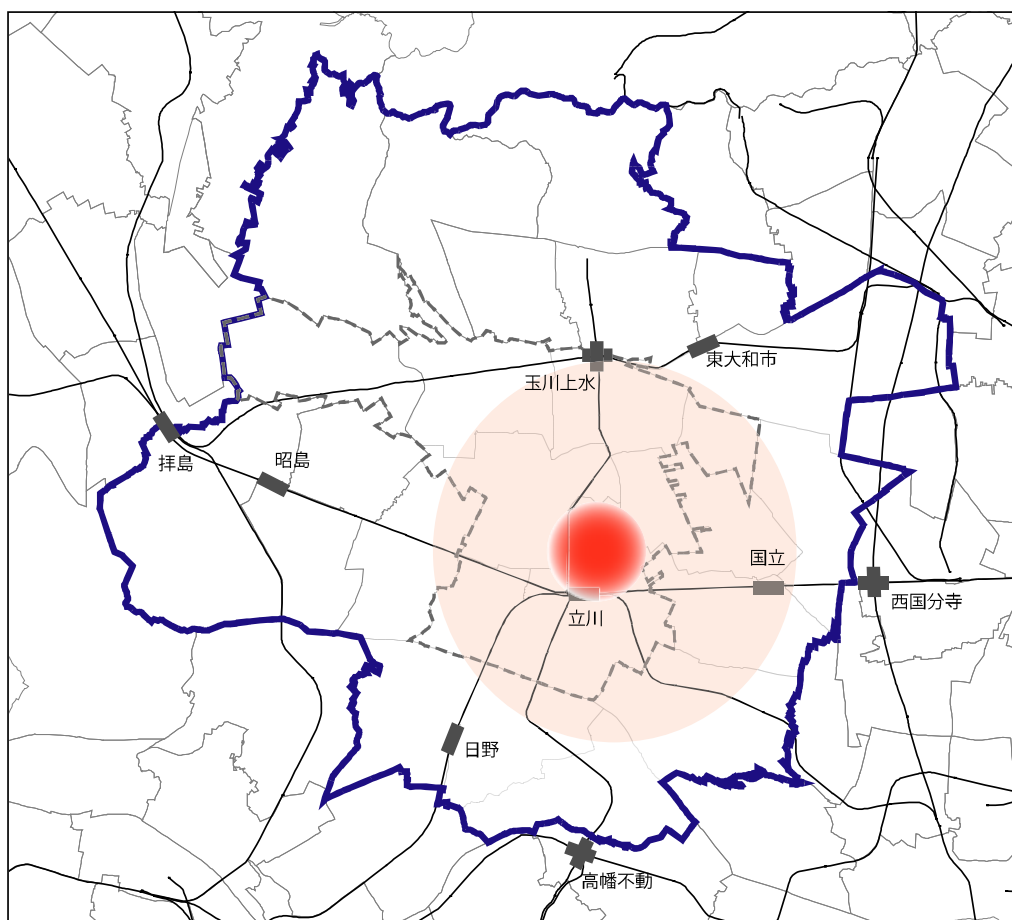 東大和市
玉川上水
昭島
拝島
国立
西国分寺
立川
日野
高幡不動